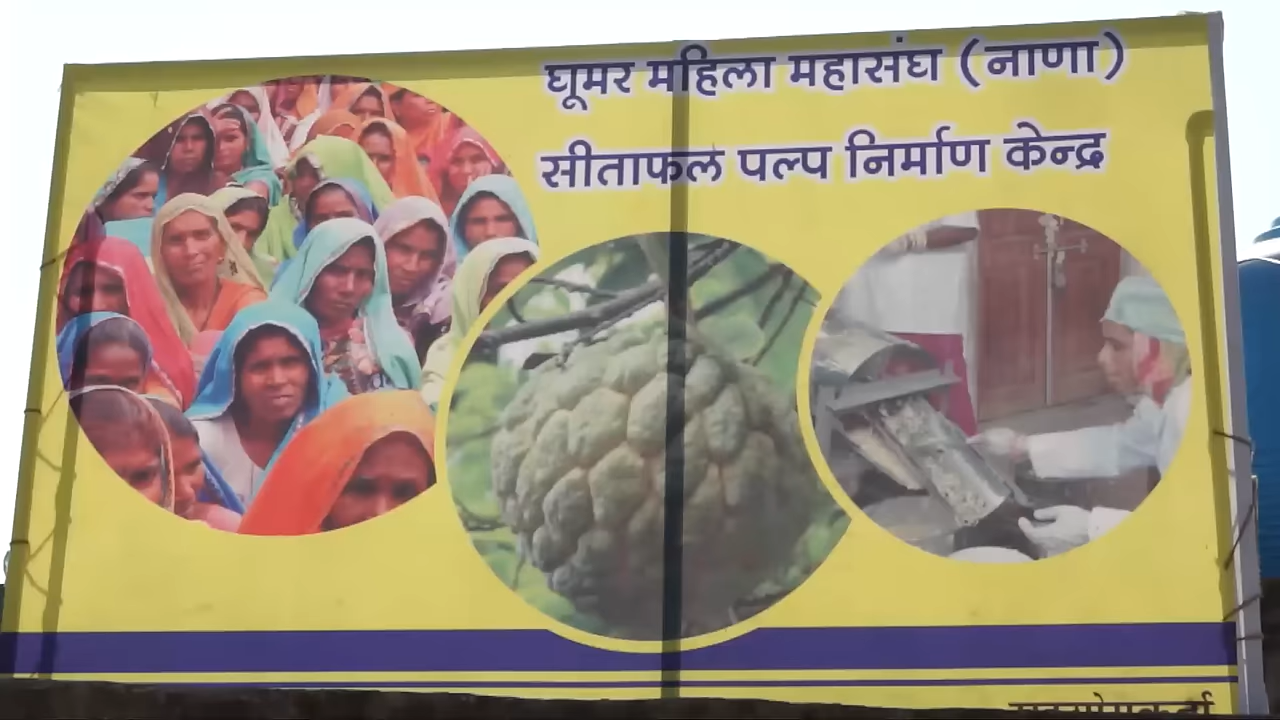 घूमर महिला महासंघ (नाणा)
सीताफल पल्प निर्माण केन्द्र